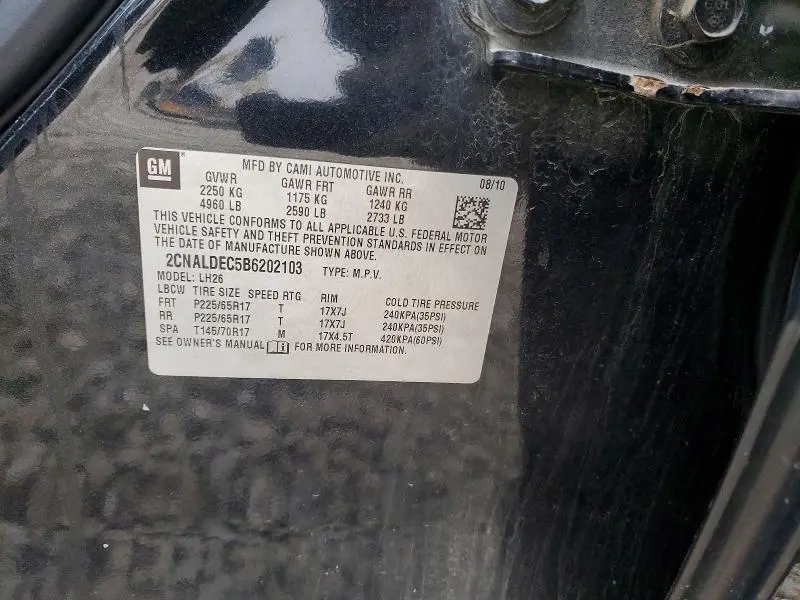 GM
MFD BY CAMI AUTOMOTIVE INC.
08/10
GVWR GAWR FRT GAWR RR
2250 KG 1175 KG 1240 KG
4960 LB 2590 LB 2733 LB
THIS VEHICLE CONFORMS TO ALL APPLICABLE U.S. FEDERAL MOTOR
VEHICLE SAFETY AND THEFT PREVENTION STANDARDS IN EFFECT ON
THE DATE OF MANUFACTURE SHOWN ABOVE.
2CNALDEC5B6202103 TYPE: M.P.V.
MODEL: LH26
LBCW TIRE SIZE SPEED RTG RIM COLD TIRE PRESSURE
FRT P225/65R17 T 17X7J 240KPA(35PSI)
RR P225/65R17 T 17X7J 240KPA(35PSI)
SPA T145/70R17 M 17X4.5T 420KPA(60PSI)
SEE OWNER'S MANUAL FOR MORE INFORMATION.